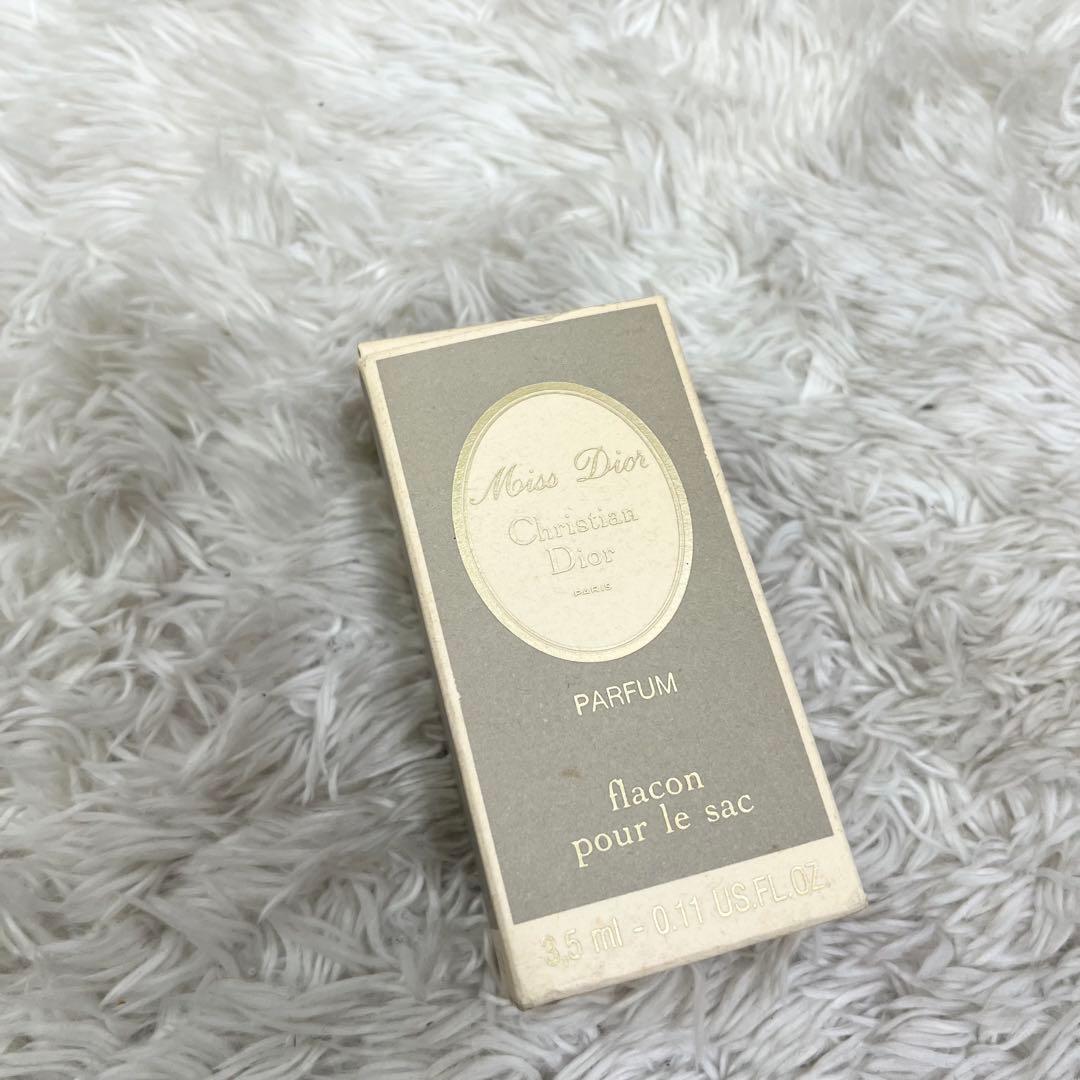 Miss Dior
Christian
Dior
PARIS
PARFUM
flacon
pour le sac
3,5 ml - 0.11 US.FL.OZ.